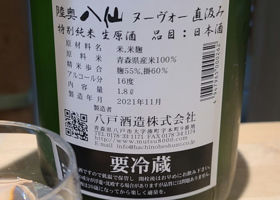 陸奥八仙 ヌーヴォー 直汲み
特別純米 生原酒 品目：日本酒
原材料名 米、米麹
原料米 青森県産米100％
精米歩合 麹55％、掛60％
アルコール分 16度
内容量 1.8ℓ
製造年月 2021年11月
八戸酒造株式会社
青森県八戸市大字湊町字本町9番地
http://www.mutsu8000.com
要冷蔵